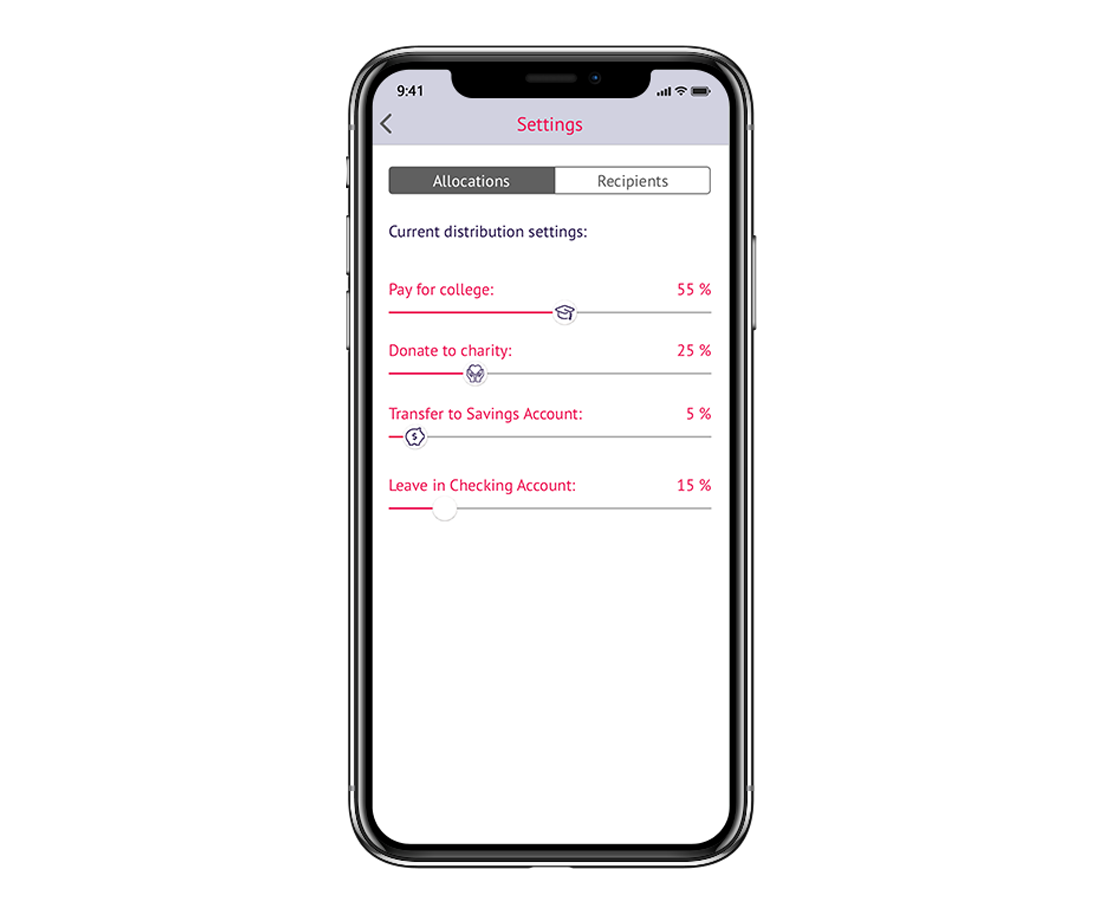 9:41
Settings
Allocations Recipients
Current distribution settings:
Pay for college: 55 %
Donate to charity: 25 %
Transfer to Savings Account: 5 %
$
Leave in Checking Account: 15 %